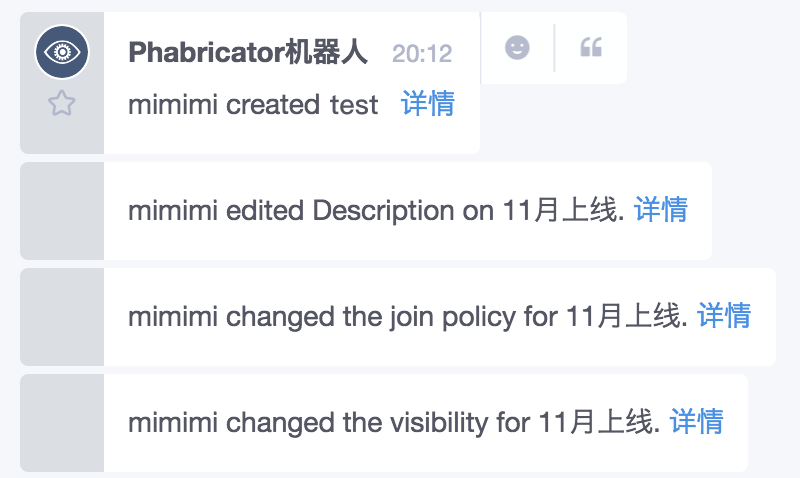 Phabricator机器人 20:12
mimimi created test 详情
mimimi edited Description on 11月上线. 详情
mimimi changed the join policy for 11月上线. 详情
mimimi changed the visibility for 11月上线. 详情